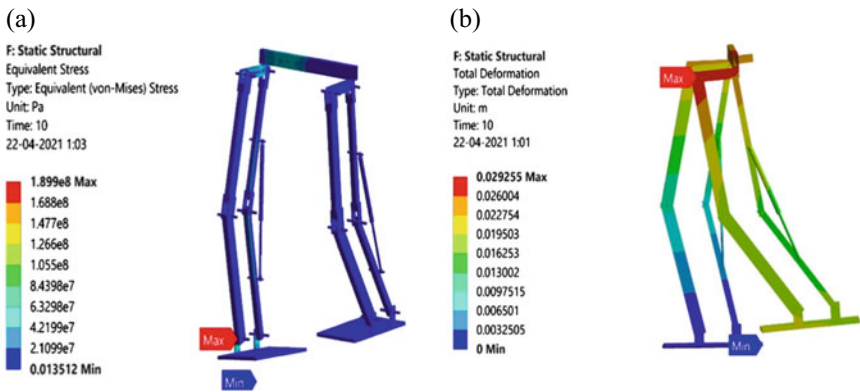 (a)
F: Static Structural
Equivalent Stress
Type: Equivalent (von-Mises) Stress
Unit: Pa
Time: 10
22-04-2021 1:03
1.899e8 Max
1.688e8
1.477e8
1.266e8
1.055e8
8.4398e7
6.3298e7
4.2199e7
2.1099e7
0.013512 Min
Max
Min
(b)
F: Static Structural
Total Deformation
Type: Total Deformation
Unit: m
Time: 10
22-04-2021 1:01
0.029255 Max
0.026004
0.022754
0.019503
0.016253
0.013002
0.0097515
0.006501
0.0032505
0 Min
Max
Min